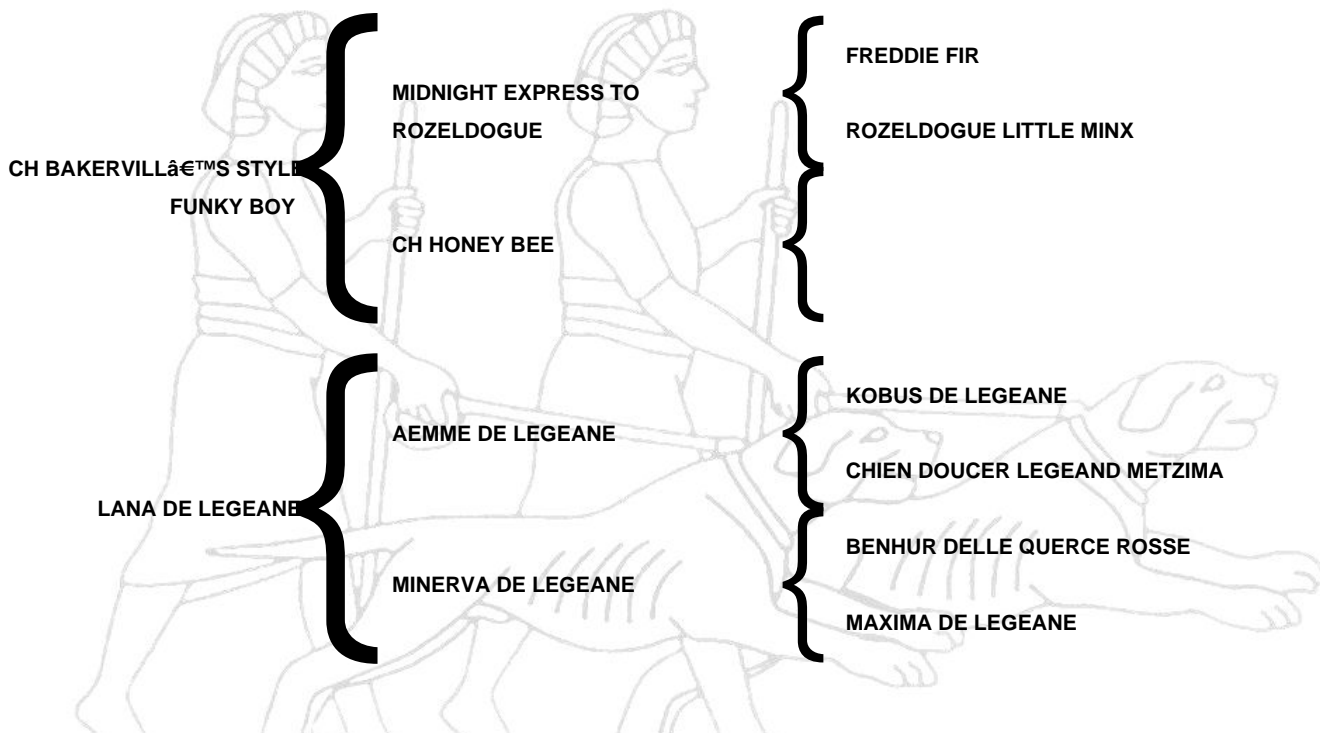 FREDDIE FIR
MIDNIGHT EXPRESS TO
ROZELDOGUE
ROZELDOGUE LITTLE MINX
CH BAKERVILLâ€™S STYLE
FUNKY BOY
CH HONEY BEE
KOBUS DE LEGEANE
AEMME DE LEGEANE
CHIEN DOUCER LEGEAND METZIMA
LANA DE LEGEANE
BENHUR DELLE QUERCE ROSSE
MINERVA DE LEGEANE
MAXIMA DE LEGEANE